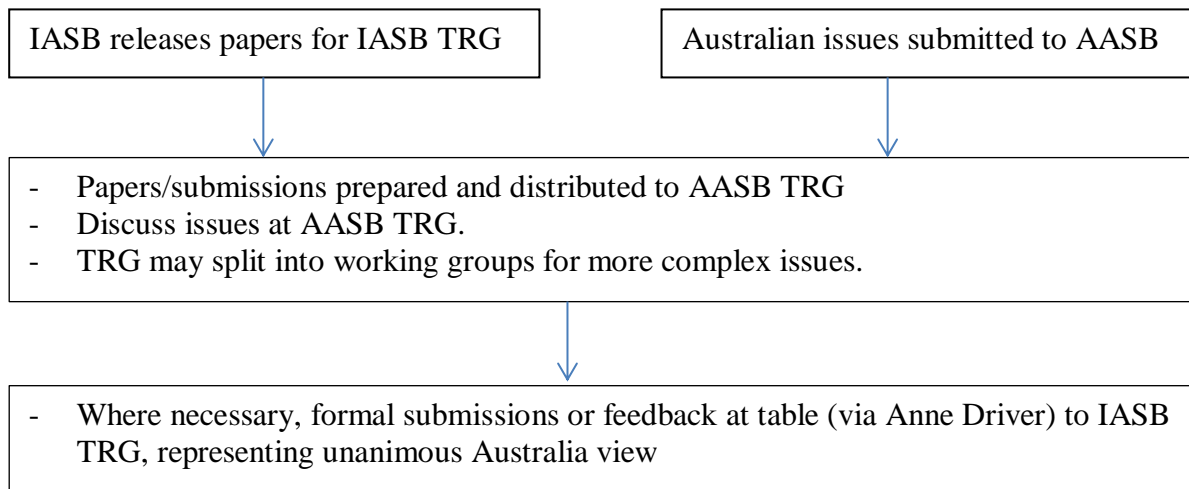 IASB releases papers for IASB TRG
Australian issues submitted to AASB
- Papers/submissions prepared and distributed to AASB TRG
- Discuss issues at AASB TRG.
- TRG may split into working groups for more complex issues.
- Where necessary, formal submissions or feedback at table (via Anne Driver) to IASB
TRG, representing unanimous Australia view